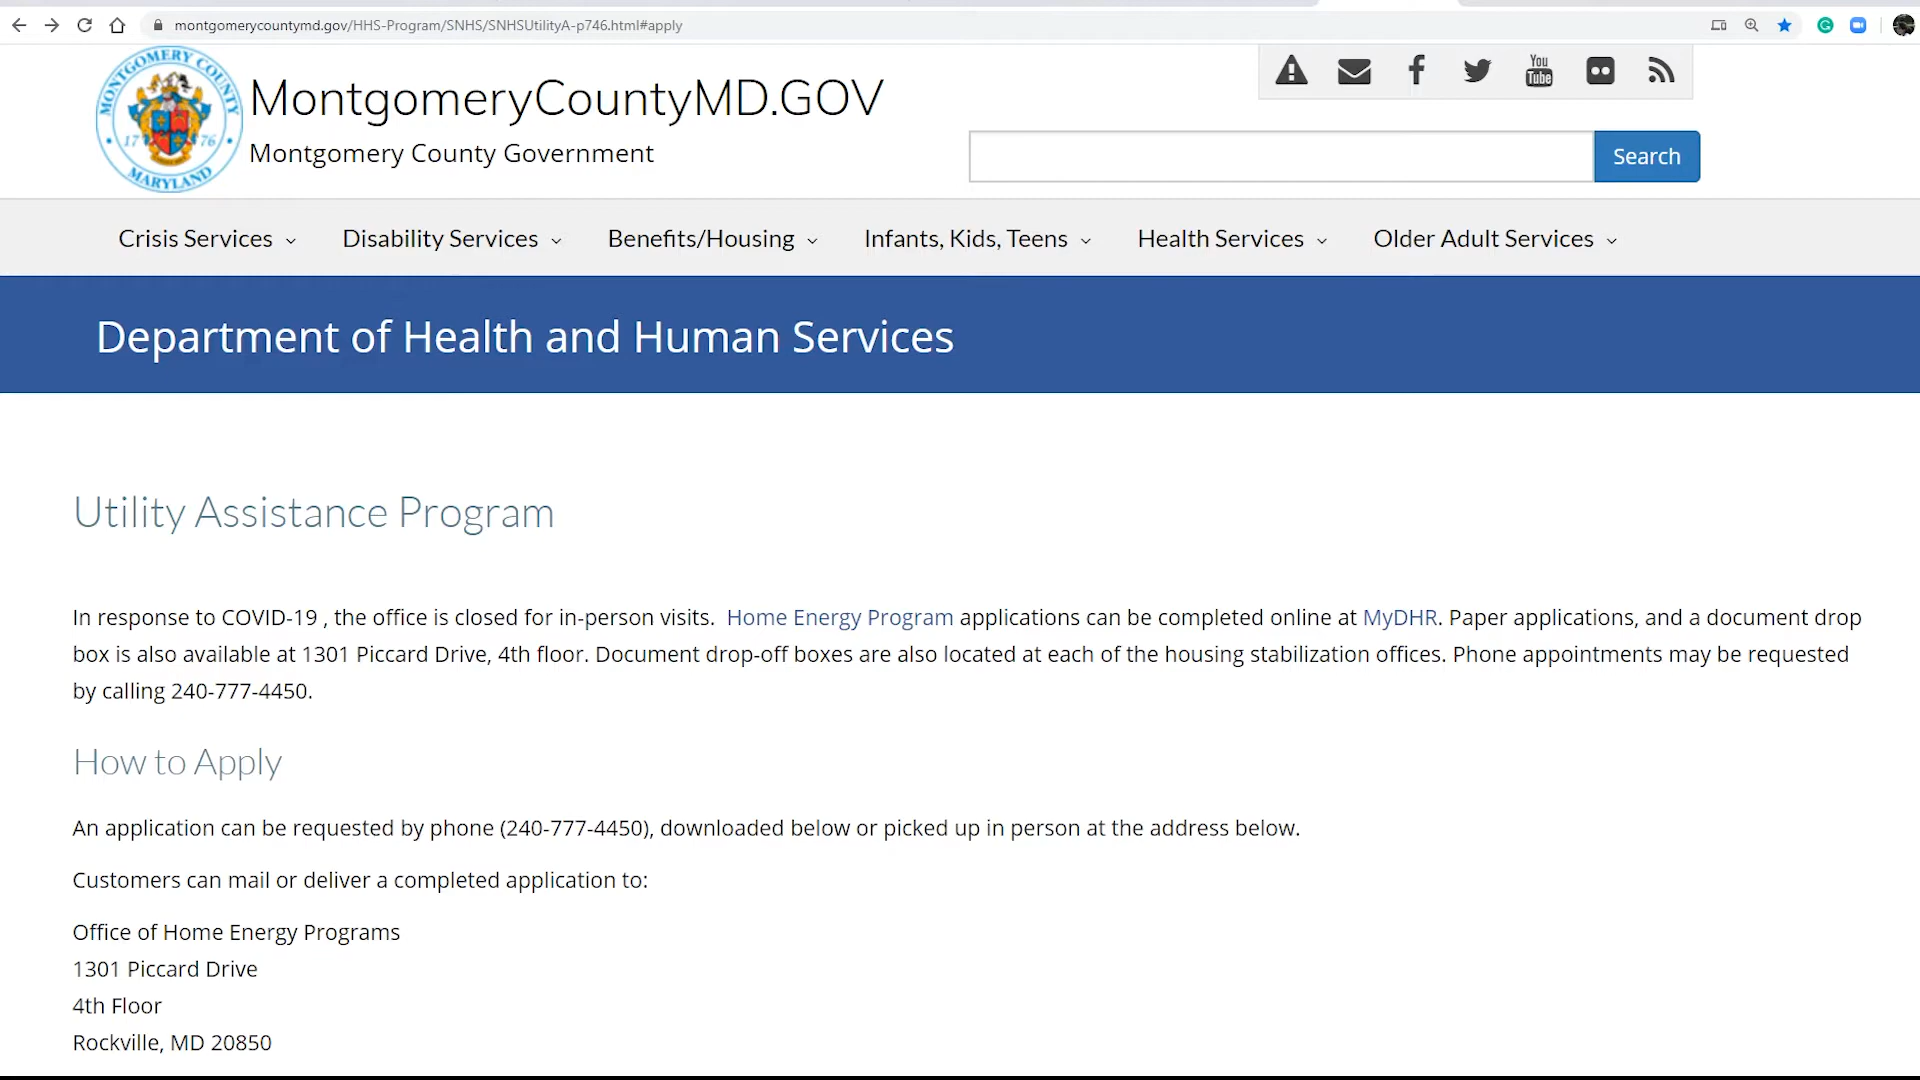 montgomerycountymd.gov/HHS-Program/SNHS/SNHSUtilityA-p746.html#apply
MONTGOMERY COUNTY
17 76
MARYLAND
MontgomeryCountyMD.GOV
Montgomery County Government
You
Tube
Search
Crisis Services
Disability Services
Benefits/Housing
Infants, Kids, Teens
Health Services
Older Adult Services
Department of Health and Human Services
Utility Assistance Program
In response to COVID-19 , the office is closed for in-person visits. Home Energy Program applications can be completed online at MyDHR. Paper applications, and a document drop
box is also available at 1301 Piccard Drive, 4th floor. Document drop-off boxes are also located at each of the housing stabilization offices. Phone appointments may be requested
by calling 240-777-4450.
How to Apply
An application can be requested by phone (240-777-4450), downloaded below or picked up in person at the address below.
Customers can mail or deliver a completed application to:
Office of Home Energy Programs
1301 Piccard Drive
4th Floor
Rockville, MD 20850